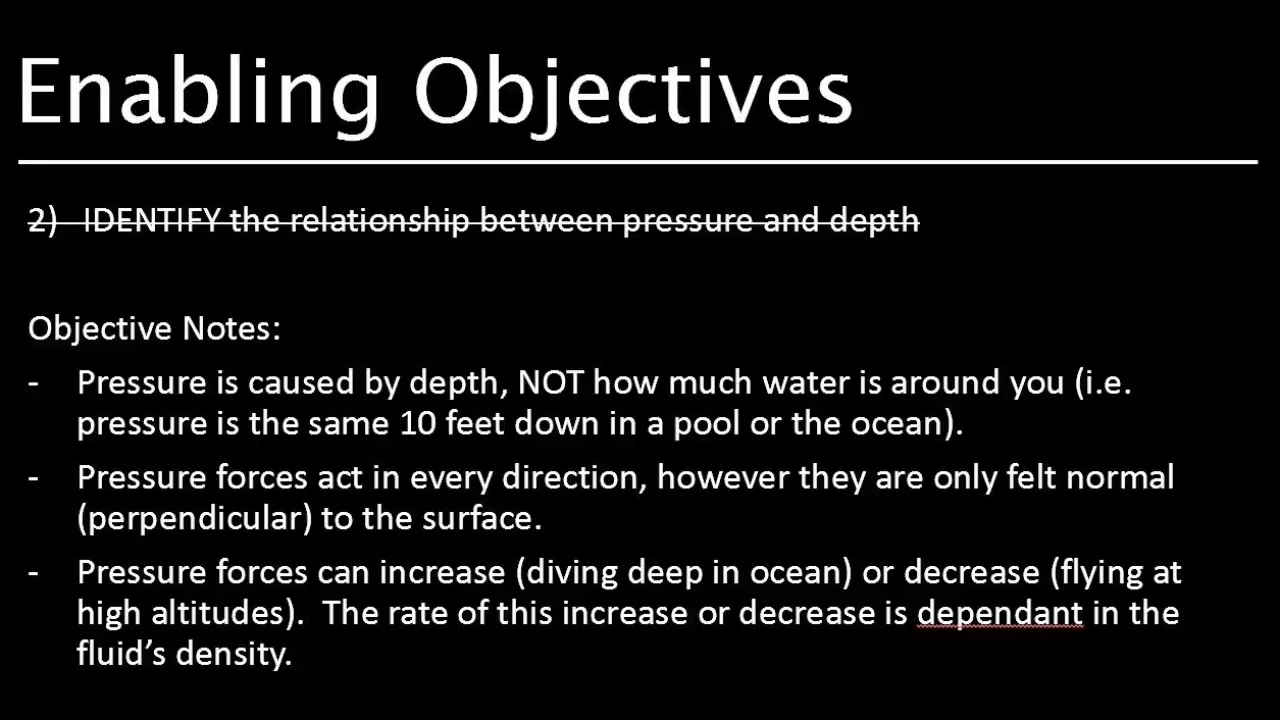 Enabling Objectives
2) IDENTIFY the relationship between pressure and depth
Objective Notes:
- Pressure is caused by depth, NOT how much water is around you (i.e.
pressure is the same 10 feet down in a pool or the ocean).
- Pressure forces act in every direction, however they are only felt normal
(perpendicular) to the surface.
- Pressure forces can increase (diving deep in ocean) or decrease (flying at
high altitudes). The rate of this increase or decrease is dependant in the
fluid’s density.